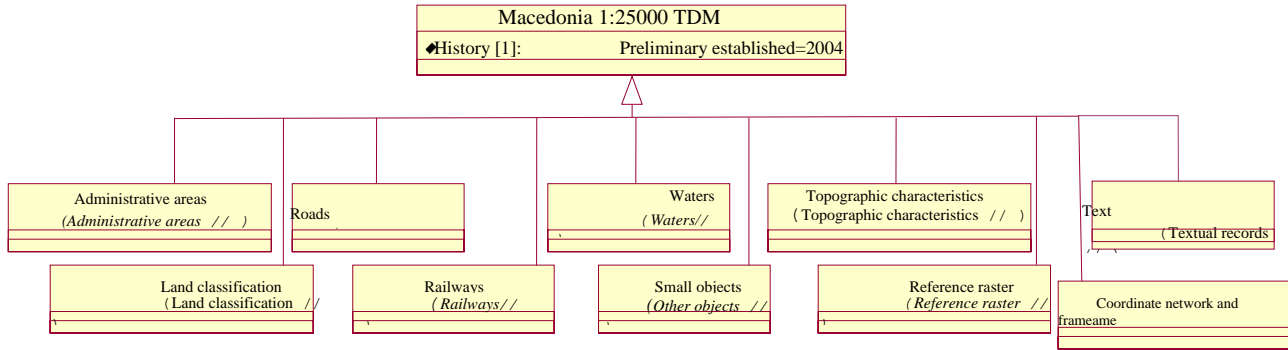 Macedonia 1:25000 TDM
History [1]: Preliminary established=2004
Administrative areas
(Administrative areas // )
Roads
Waters
(Waters//
Topographic characteristics
(Topographic characteristics // )
Text
(Textual records
// \
Land classification
(Land classification //
\
Railways
(Railways//
\
Small objects
(Other objects //
\
Reference raster
(Reference raster //
\
Coordinate network and
frameame